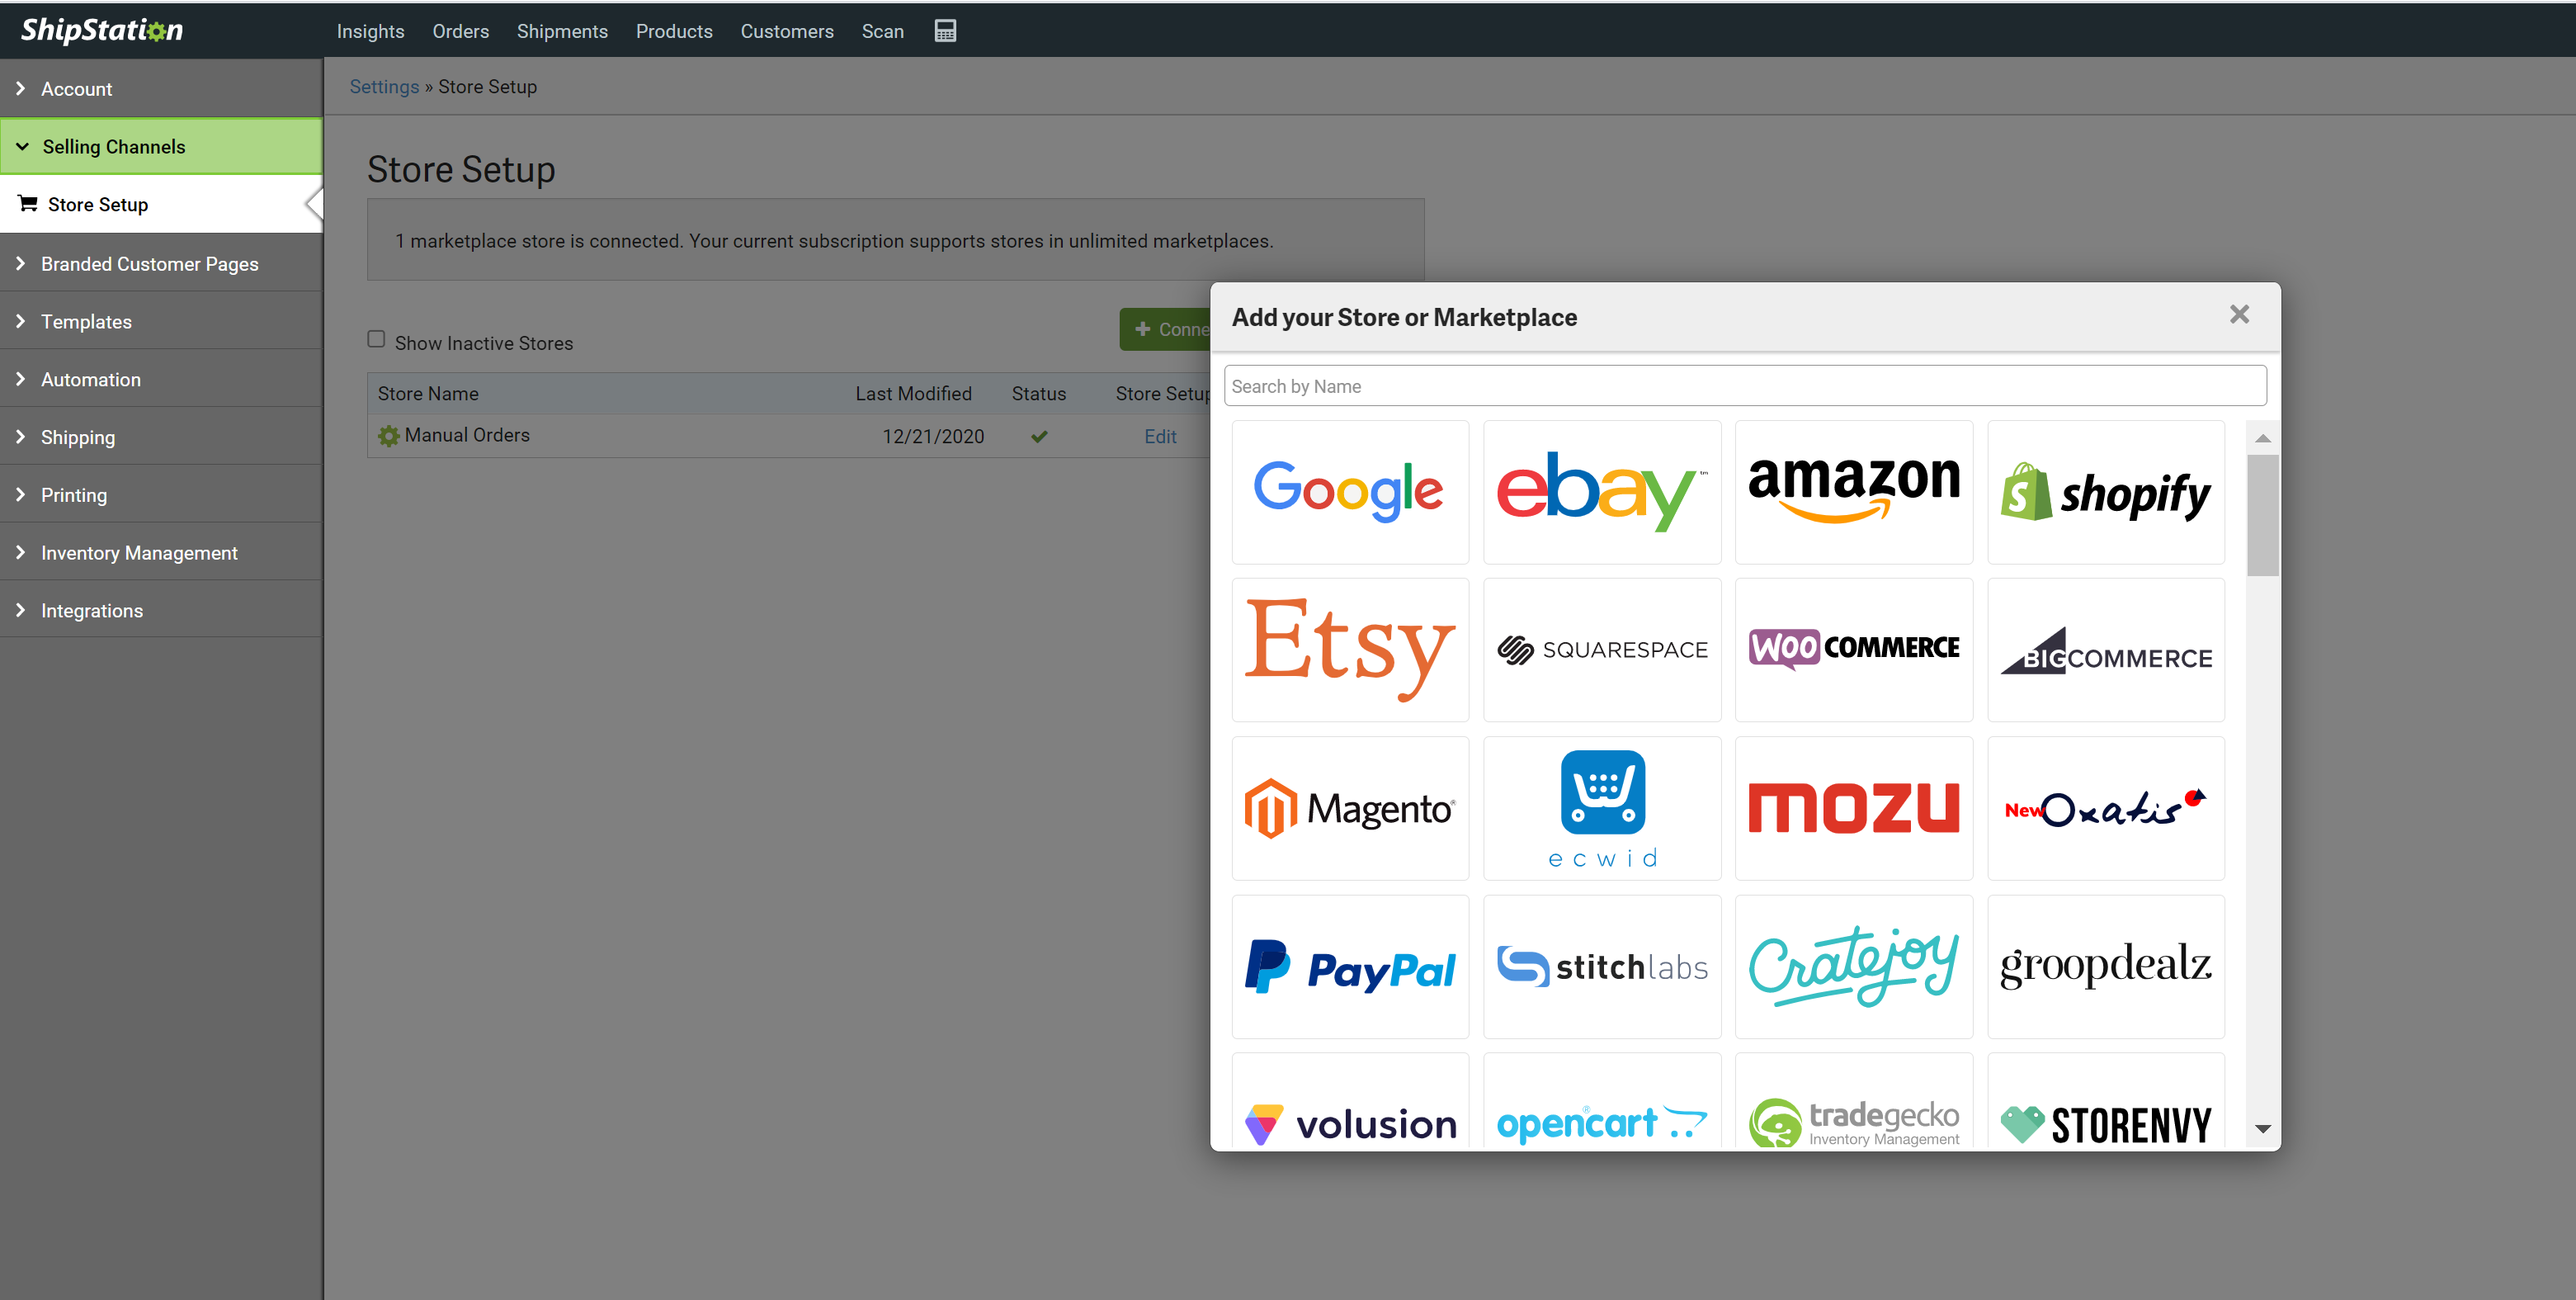 ShipStation
Insights Orders Shipments Products Customers Scan
Account
Selling Channels
Store Setup
Branded Customer Pages
Templates
Automation
Shipping
Printing
Inventory Management
Integrations
Settings » Store Setup
Store Setup
1 marketplace store is connected. Your current subscription supports stores in unlimited marketplaces.
Show Inactive Stores
+ Conne
Store Name Last Modified Status Store Setup
Manual Orders 12/21/2020 Edit
Add your Store or Marketplace
Search by Name
Google
ebay™
amazon
shopify
Etsy
SQUARESPACE
WOO COMMERCE
BIGCOMMERCE
Magento®
ecwid
mozu
New Oxatis
PayPal
stitchlabs
Cratejoy
groopdealz
volusion
opencart®
tradegecko
Inventory Management
STORENVY